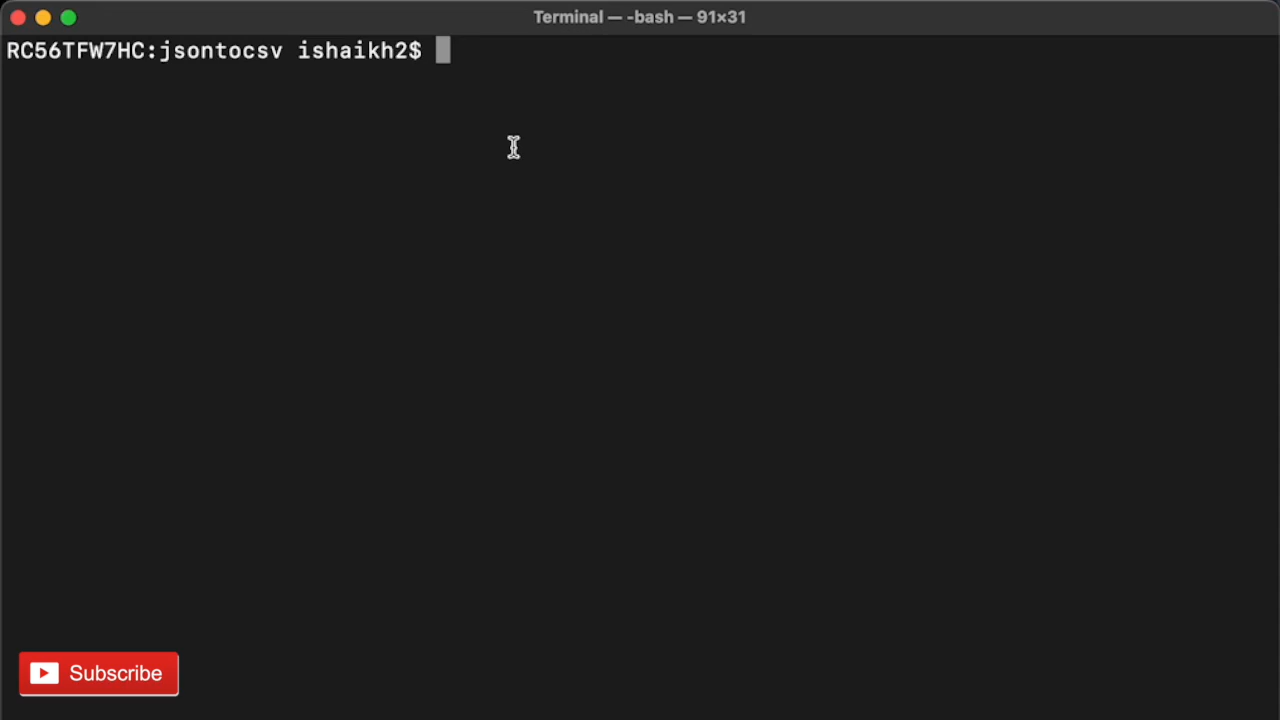 Terminal — -bash — 91×31
RC56TFW7HC:jsontocsv ishaikh2$
Subscribe